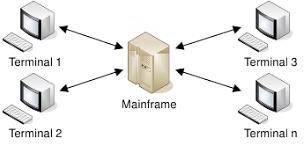 Terminal 1
Terminal 3
Mainframe
Terminal 2
Terminal n